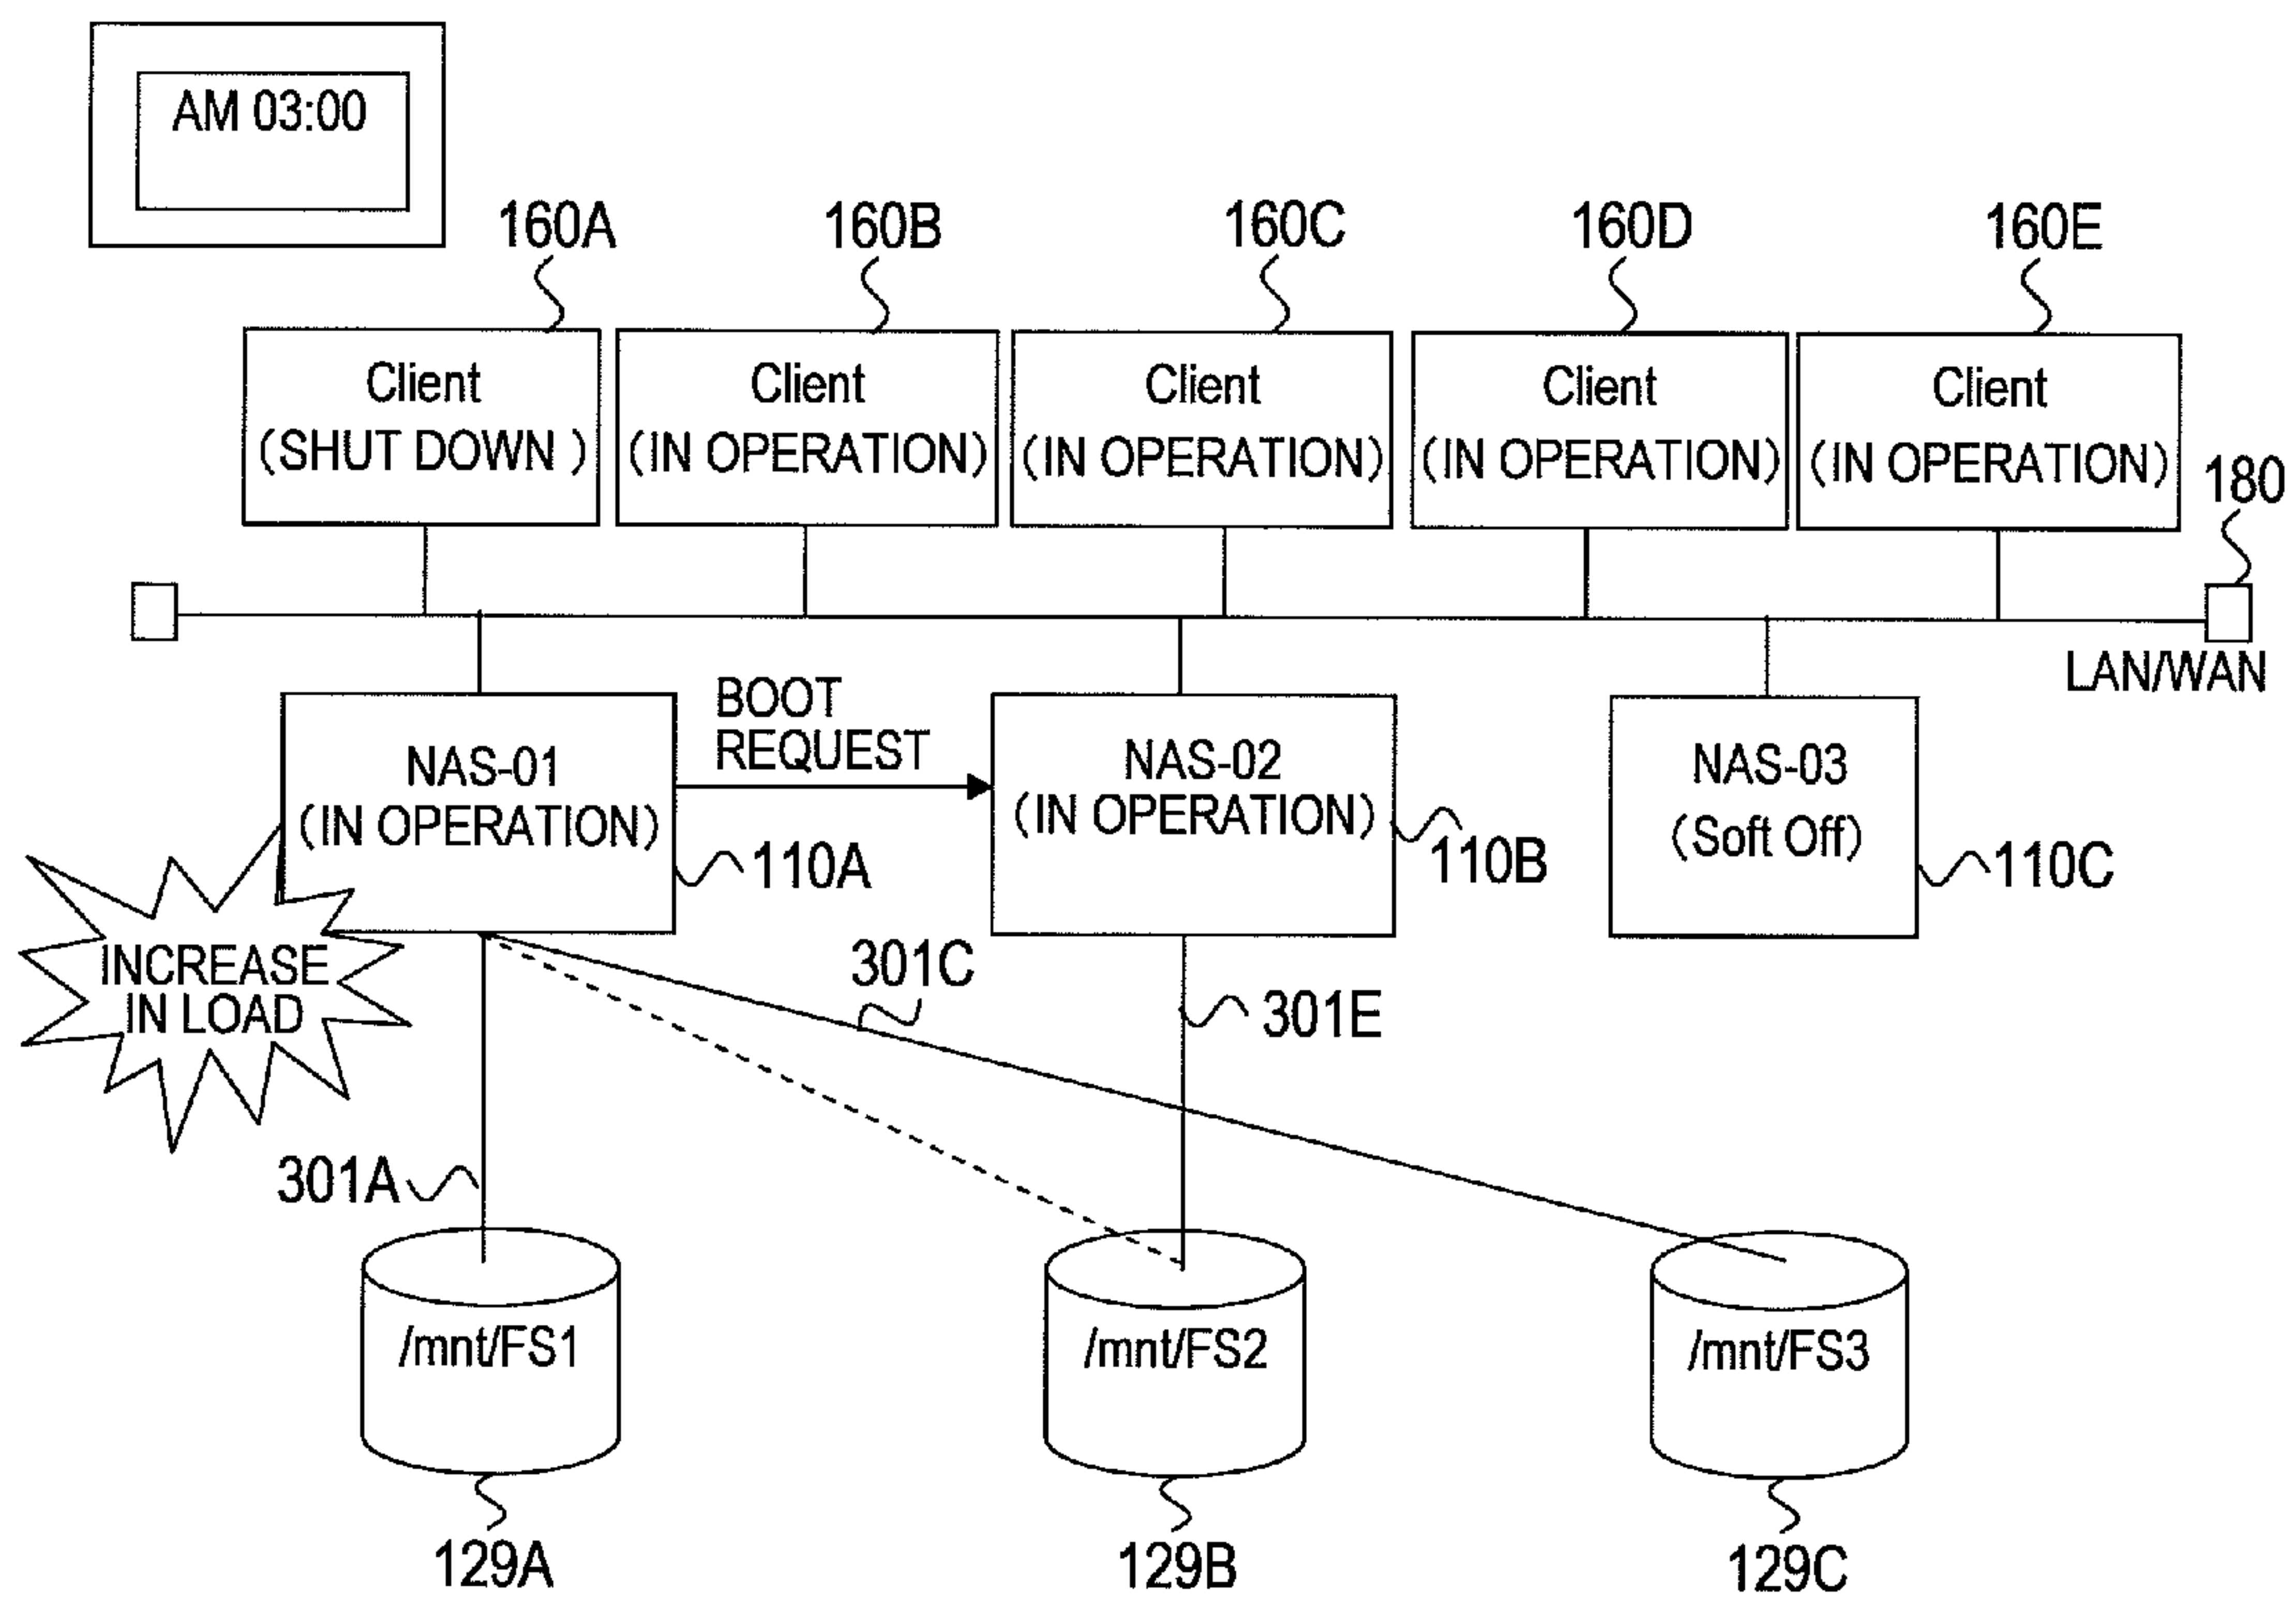 AM 03:00
160A
160B
160C
160D
160E
Client
(SHUT DOWN )
Client
(IN OPERATION)
Client
(IN OPERATION)
Client
(IN OPERATION)
Client
(IN OPERATION)
180
LAN/WAN
NAS-01
(IN OPERATION)
BOOT
REQUEST
NAS-02
(IN OPERATION)
NAS-03
(Soft Off)
110A
110B
110C
INCREASE
IN LOAD
301C
301E
301A
/mnt/FS1
/mnt/FS2
/mnt/FS3
129A
129B
129C